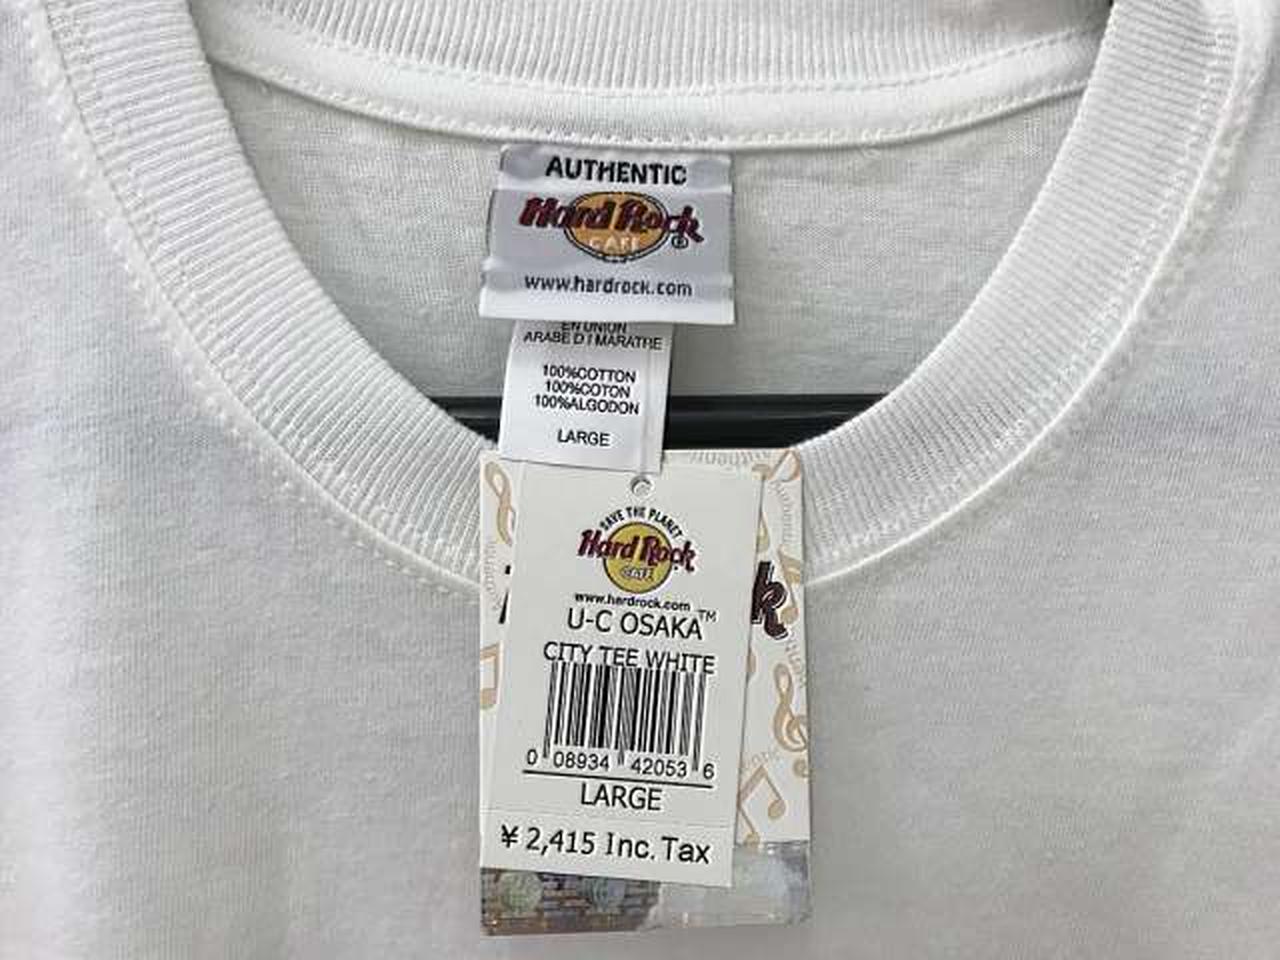 AUTHENTIC
Hard Rock
CAFE
®
www.hardrock.com
EN UNION
ARABE D I MARATHE
100%COTTON
100%COTON
100%ALGODON
LARGE
SAVE THE PLANET
Hard Rock
CAFE
www.hardrock.com
U-C OSAKA™
CITY TEE WHITE
0 08934 42053 6
LARGE
¥ 2,415 Inc. Tax
k